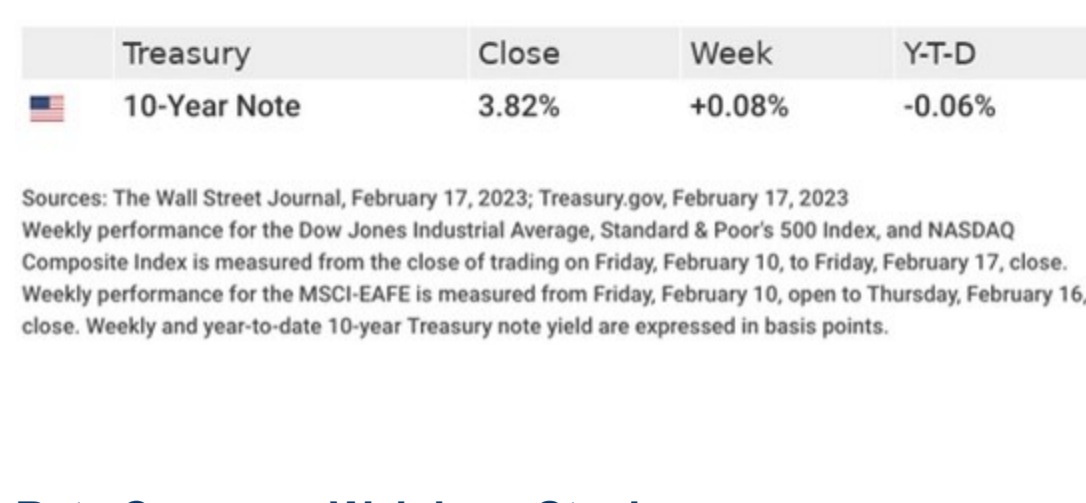 Treasury Close Week Y-T-D
10-Year Note 3.82% +0.08% -0.06%
Sources: The Wall Street Journal, February 17, 2023; Treasury.gov, February 17, 2023
Weekly performance for the Dow Jones Industrial Average, Standard & Poor's 500 Index, and NASDAQ
Composite Index is measured from the close of trading on Friday, February 10, to Friday, February 17, close.
Weekly performance for the MSCI-EAFE is measured from Friday, February 10, open to Thursday, February 16,
close. Weekly and year-to-date 10-year Treasury note yield are expressed in basis points.